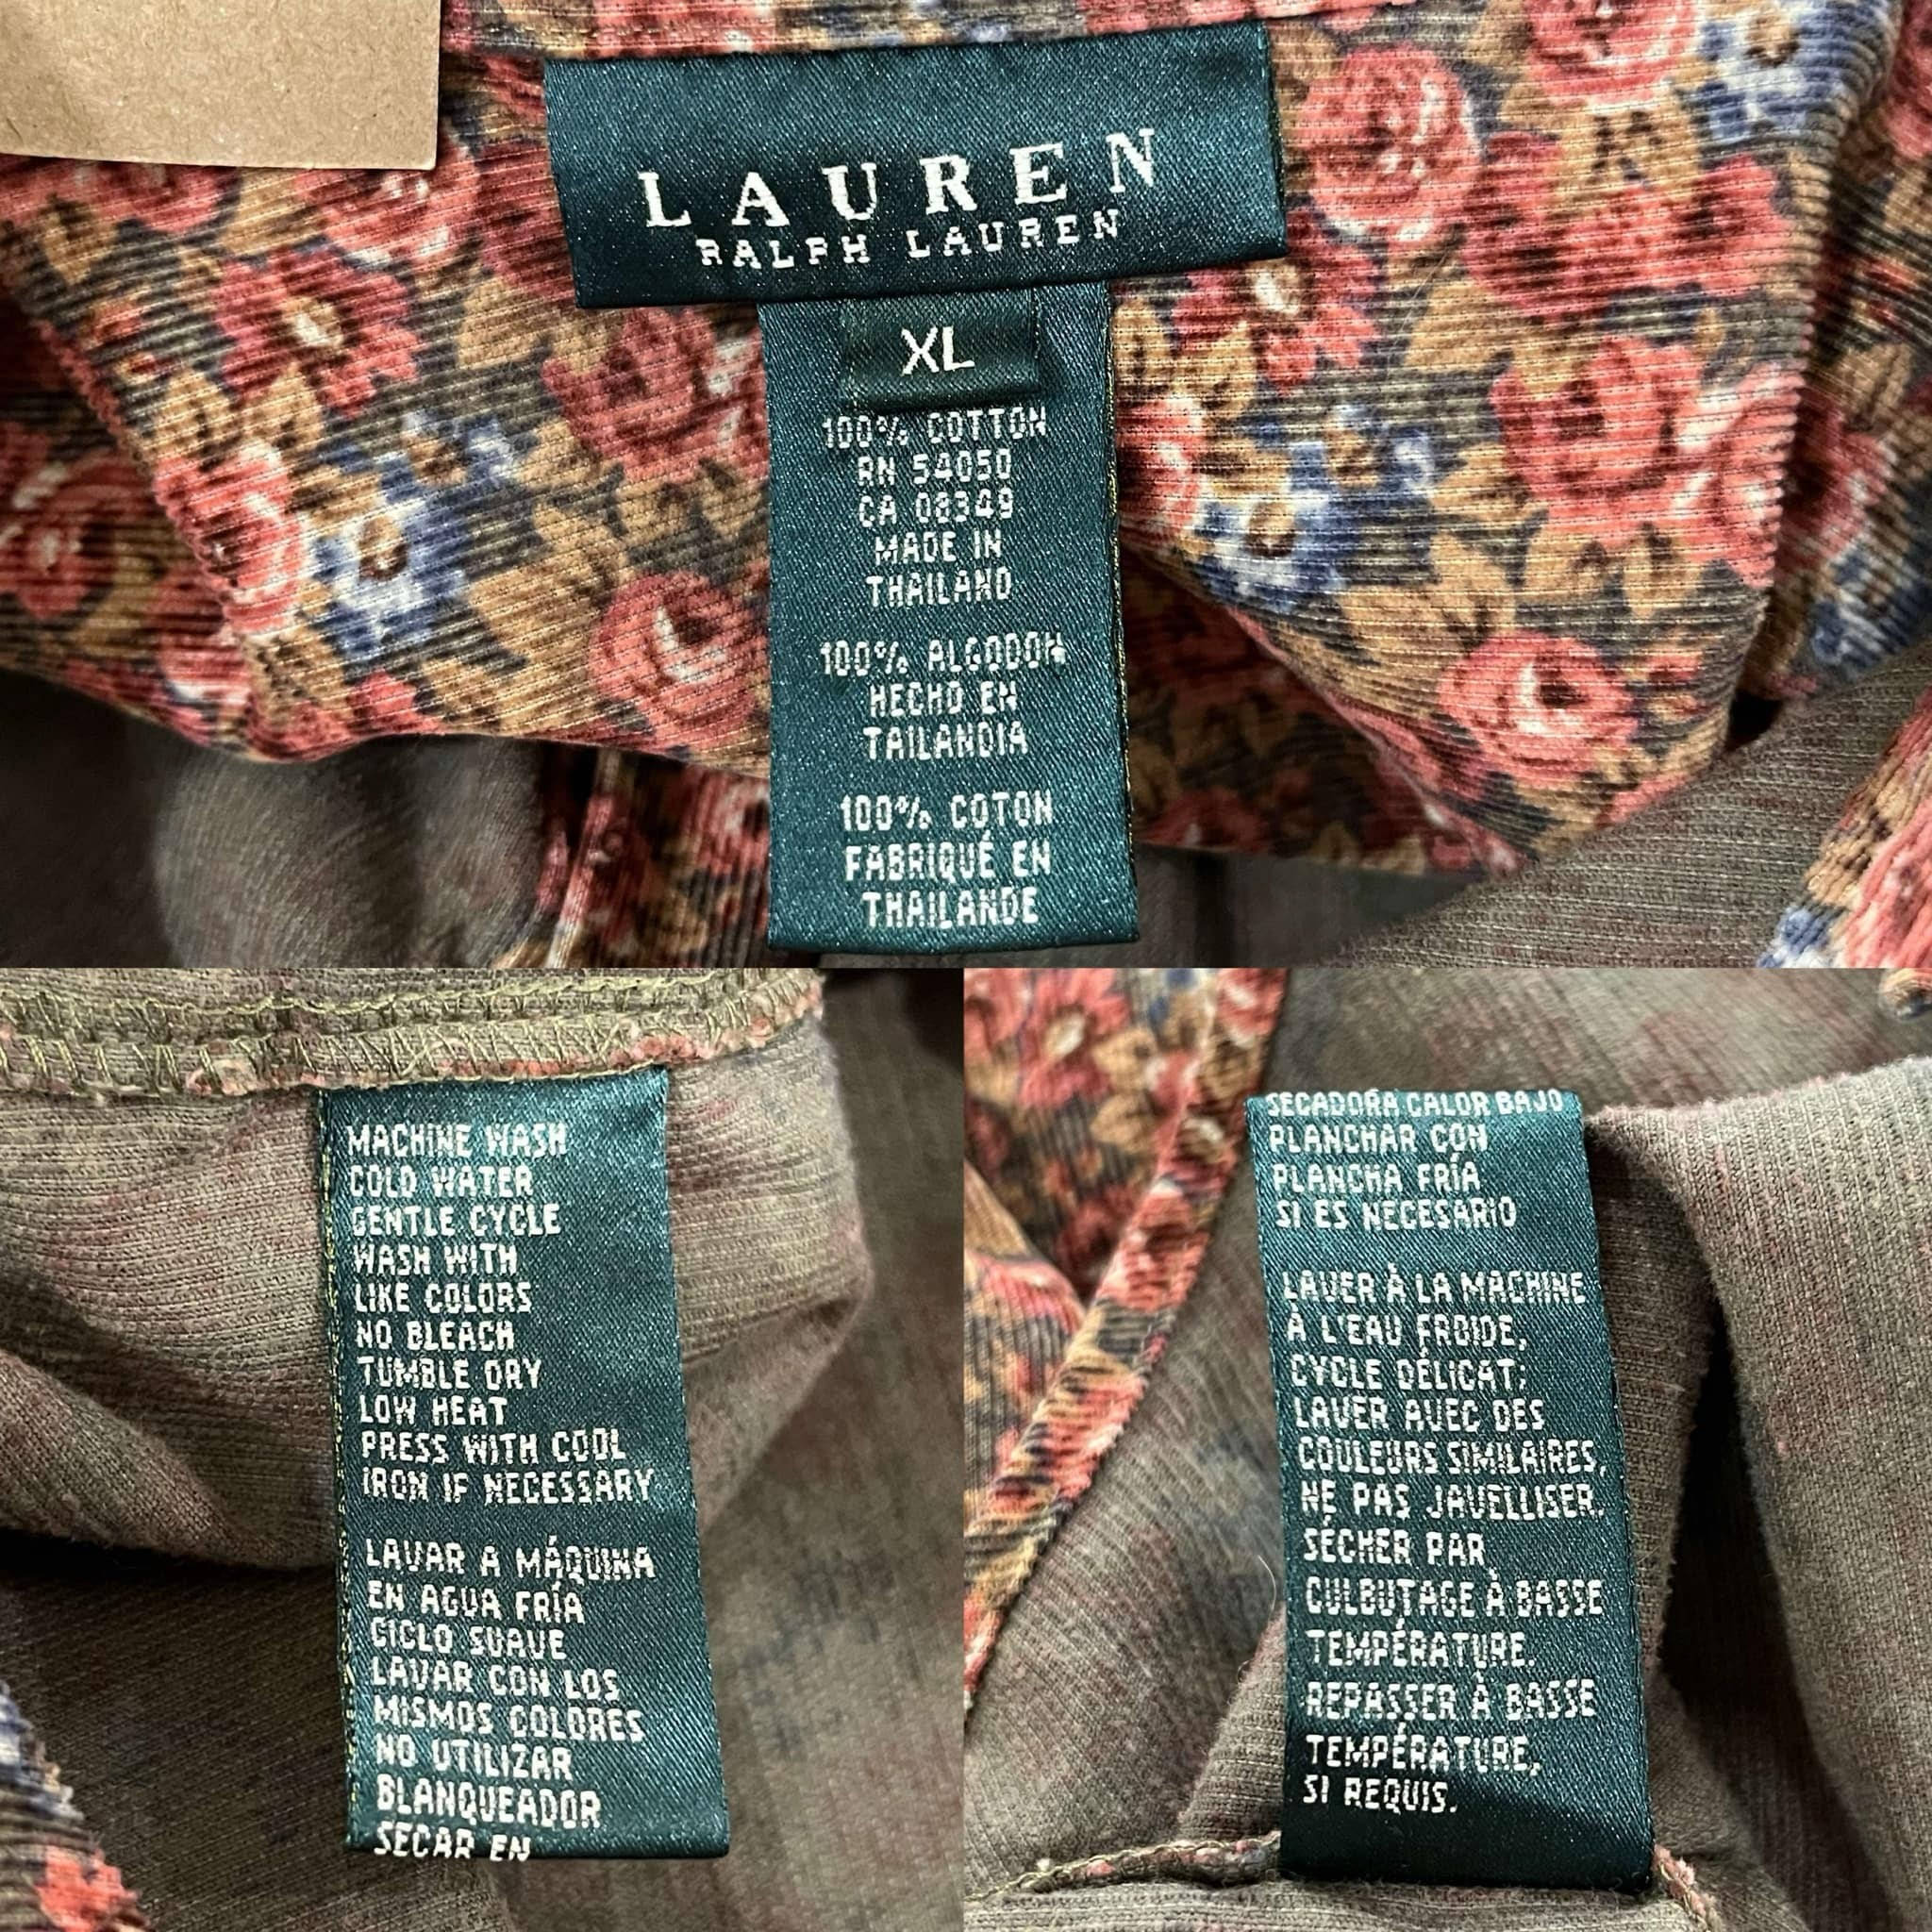 LAUREN
RALPH LAUREN
XL
100% COTTON
RN 54050
CA 08349
MADE IN
THAILAND
100% ALGODON
HECHO EN
TAILANDIA
100% COTON
FABRIQUÉ EN
THAILANDE
MACHINE WASH
COLD WATER
GENTLE CYCLE
WASH WITH
LIKE COLORS
NO BLEACH
TUMBLE DRY
LOW HEAT
PRESS WITH COOL
IRON IF NECESSARY
LAVAR A MÁQUINA
EN AGUA FRÍA
CICLO SUAVE
LAVAR CON LOS
MISMOS COLORES
NO UTILIZAR
BLANQUEADOR
SECAR EN
SECADORA CALOR BAJO
PLANCHAR CON
PLANCHA FRÍA
SI ES NECESARIO
LAVER À LA MACHINE
À L'EAU FROIDE,
CYCLE DÉLICAT;
LAVER AVEC DES
COULEURS SIMILAIRES,
NE PAS JAVELLISER.
SÉCHER PAR
CULBUTAGE À BASSE
TEMPÉRATURE.
REPASSER À BASSE
TEMPÉRATURE,
SI REQUIS.